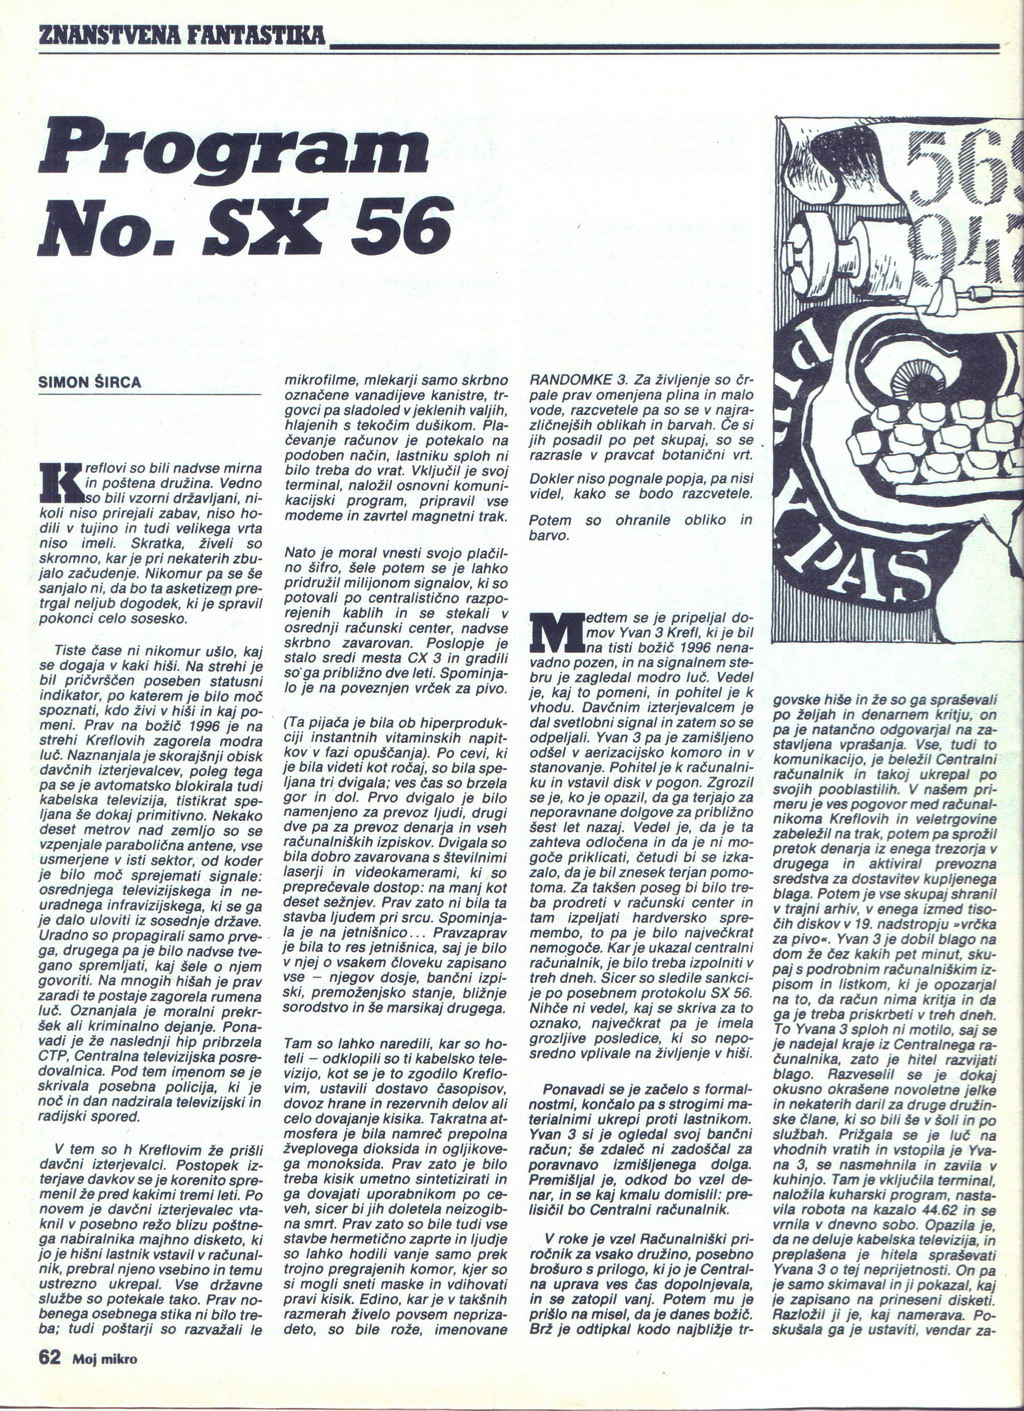 ZNANSTVENA FANTASTIKA
Program
No. SX 56
SIMON ŠIRCA
Kreflovi so bili nadvse mirna
in poštena družina. Vedno
so bili vzorni državljani, ni-
koli niso prirejali zabav, niso ho-
dili v tujino in tudi velikega vrta
niso imeli. Skratka, živeli so
skromno, kar je pri nekaterih zbu-
jalo začudenje. Nikomur pa se še
sanjalo ni, da bo ta asketizem pre-
trgal neljub dogodek, ki je spravil
pokonci celo sosesko.
Tiste čase ni nikomur ušlo, kaj
se dogaja v kaki hiši. Na strehi je
bil pričvrščen poseben statusni
indikator, po katerem je bilo moč
spoznati, kdo živi v hiši in kaj po-
meni. Prav na božič 1996 je na
strehi Kreflovih zagorela modra
luč. Naznanjala je skorajšnji obisk
davčnih izterjevalcev, poleg tega
pa se je avtomatsko blokirala tudi
kabelska televizija, tistikrat spe-
ljana še dokaj primitivno. Nekako
deset metrov nad zemljo so se
vzpenjale parabolične antene, vse
usmerjene v isti sektor, od koder
je bilo moč sprejemati signale:
osrednjega televizijskega in ne-
uradnega infravizijskega, ki se ga
je dalo uloviti iz sosednje države.
Uradno so propagirali samo prve-
ga, drugega pa je bilo nadvse tve-
gano spremljati, kaj šele o njem
govoriti. Na mnogih hišah je prav
zaradi te postaje zagorela rumena
luč. Oznanjala je moralni prekr-
šek ali kriminalno dejanje. Pona-
vadi je že naslednji hip pribrzela
CTP, Centralna televizijska posre-
dovalnica. Pod tem imenom se je
skrivala posebna policija, ki je
noč in dan nadzirala televizijski in
radijski spored.
V tem so h Kreflovim že prišli
davčni izterjevalci. Postopek iz-
terjave davkov se je korenito spre-
menil že pred kakimi tremi leti. Po
novem je davčni izterjevalec vta-
knil v posebno režo blizu poštne-
ga nabiralnika majhno disketo, ki
jo je hišni lastnik vstavil v računal-
nik, prebral njeno vsebino in temu
ustrezno ukrepal. Vse državne
službe so potekale tako. Prav no-
benega osebnega stika ni bilo tre-
ba; tudi poštarji so razvažali le
mikrofilme, mlekarji samo skrbno
označene vanadijeve kanistre, tr-
govci pa sladoled v jeklenih valjih,
hlajenih s tekočim dušikom. Pla-
čevanje računov je potekalo na
podoben način, lastniku sploh ni
bilo treba do vrat. Vključil je svoj
terminal, naložil osnovni komuni-
kacijski program, pripravil vse
modeme in zavrtel magnetni trak.
Nato je moral vnesti svojo plačil-
no šifro, šele potem se je lahko
pridružil milijonom signalov, ki so
potovali po centralistično razpo-
rejenih kablih in se stekali v
osrednji računski center, nadvse
skrbno zavarovan. Poslopje je
stalo sredi mesta CX 3 in gradili
so ga približno dve leti. Spominja-
lo je na poveznjen vrček za pivo.
(Ta pijača je bila ob hiperproduk-
ciji instantnih vitaminskih napit-
kov v fazi opuščanja). Po cevi, ki
je bila videti kot ročaj, so bila spe-
ljana tri dvigala; ves čas so brzela
gor in dol. Prvo dvigalo je bilo
namenjeno za prevoz ljudi, drugi
dve pa za prevoz denarja in vseh
računalniških izpiskov. Dvigala so
bila dobro zavarovana s številnimi
laserji in videokamerami, ki so
preprečevale dostop: na manj kot
deset sežnjev. Prav zato ni bila ta
stavba ljudem pri srcu. Spominja-
la je na jetnišnico... Pravzaprav
je bila to res jetnišnica, saj je bilo
v njej o vsakem človeku zapisano
vse – njegov dosje, bančni izpi-
ski, premoženjsko stanje, bližnje
sorodstvo in še marsikaj drugega.
Tam so lahko naredili, kar so ho-
teli – odklopili so ti kabelsko tele-
vizijo, kot se je to zgodilo Kreflo-
vim, ustavili dostavo časopisov,
dovoz hrane in rezervnih delov ali
celo dovajanje kisika. Takratna at-
mosfera je bila namreč prepolna
žveplovega dioksida in ogljikove-
ga monoksida. Prav zato je bilo
treba kisik umetno sintetizirati in
ga dovajati uporabnikom po ce-
veh, sicer bi jih doletela neizogib-
na smrt. Prav zato so bile tudi vse
stavbe hermetično zaprte in ljudje
so lahko hodili vanje samo prek
trojno pregrajenih komor, kjer so
si mogli sneti maske in vdihovati
pravi kisik. Edino, kar je v takšnih
razmerah živelo povsem nepriza-
deto, so bile rože, imenovane
RANDOMKE 3. Za življenje so čr-
pale prav omenjena plina in malo
vode, razcvetele pa so se v najra-
zličnejših oblikah in barvah. Če si
jih posadil po pet skupaj, so se
razrasle v pravcat botanični vrt.
Dokler niso pognale popja, pa nisi
videl, kako se bodo razcvetele.
Potem so ohranile obliko in
barvo.
Medtem se je pripeljal do-
mov Yvan 3 Krefl, ki je bil
na tisti božič 1996 nena-
vadno pozen, in na signalnem ste-
bru je zagledal modro luč. Vedel
je, kaj to pomeni, in pohitel je k
vhodu. Davčnim izterjevalcem je
dal svetlobni signal in zatem so se
odpeljali. Yvan 3 pa je zamišljeno
odšel v aerizacijsko komoro in v
stanovanje. Pohitel je k računalni-
ku in vstavil disk v pogon. Zgrozil
se je, ko je opazil, da ga terjajo za
neporavnane dolgove za približno
šest let nazaj. Vedel je, da je ta
zahteva odločena in da je ni mo-
goče priklicati, četudi bi se izka-
zalo, da je bil znesek terjan pomo-
toma. Za takšen poseg bi bilo tre-
ba prodreti v računski center in
tam izpeljati hardversko spre-
membo, to pa je bilo največkrat
nemogoče. Kar je ukazal centralni
računalnik, je bilo treba izpolniti v
treh dneh. Sicer so sledile sankci-
je po posebnem protokolu SX 56.
Nihče ni vedel, kaj se skriva za to
oznako, največkrat pa je imela
grozljive posledice, ki so nepo-
sredno vplivale na življenje v hiši.
Ponavadi se je začelo s formal-
nostmi, končalo pa s strogimi ma-
terialnimi ukrepi proti lastnikom.
Yvan 3 si je ogledal svoj bančni
račun; še zdaleč ni zadoščal za
poravnavo izmišljenega dolga.
Premišljal je, odkod bo vzel de-
nar, in se kaj kmalu domislil: pre-
lisičil bo Centralni računalnik.
V roke je vzel Računalniški pri-
ročnik za vsako družino, posebno
brošuro s prilogo, ki jo je Central-
na uprava ves čas dopolnjevala,
in se zatopil vanj. Potem mu je
prišlo na misel, da je danes božič.
Brž je odtipkal kodo najbližje tr-
569
947
pru
PAS
govske hiše in že so ga spraševali
po željah in denarnem kritju, on
pa je natančno odgovarjal na za-
stavljena vprašanja. Vse, tudi to
komunikacijo, je beležil Centralni
računalnik in takoj ukrepal po
svojih pooblastilih. V našem pri-
meru je ves pogovor med računal-
nikoma Kreflovih in veletrgovine
zabeležil na trak, potem pa sprožil
pretok denarja iz enega trezorja v
drugega in aktiviral prevozna
sredstva za dostavitev kupljenega
blaga. Potem je vse skupaj shranil
v trajni arhiv, v enega izmed tiso-
čih diskov v 19. nadstropju »vrčka
za pivo«. Yvan 3 je dobil blago na
dom že čez kakih pet minut, sku-
paj s podrobnim računalniškim iz-
pisom in listkom, ki je opozarjal
na to, da račun nima kritja in da
ga je treba priskrbeti v treh dneh.
To Yvana 3 sploh ni motilo, saj se
je nadejal kraje iz Centralnega ra-
čunalnika, zato je hitel razvijati
blago. Razveselil se je dokaj
okusno okrašene novoletne jelke
in nekaterih daril za druge družin-
ske člane, ki so bili še v šoli in po
službah. Prižgala se je luč na
vhodnih vratih in vstopila je Yva-
na 3, se nasmehnila in zavila v
kuhinjo. Tam je vključila terminal,
naložila kuharski program, nasta-
vila robota na kazalo 44.62 in se
vrnila v dnevno sobo. Opazila je,
da ne deluje kabelska televizija, in
preplašena je hitela spraševati
Yvana 3 o tej neprijetnosti. On pa
je samo skimaval in ji pokazal, kaj
je zapisano na prineseni disketi.
Razložil ji je, kaj namerava. Po-
skušala ga je ustaviti, vendar za-
62 Moj mikro